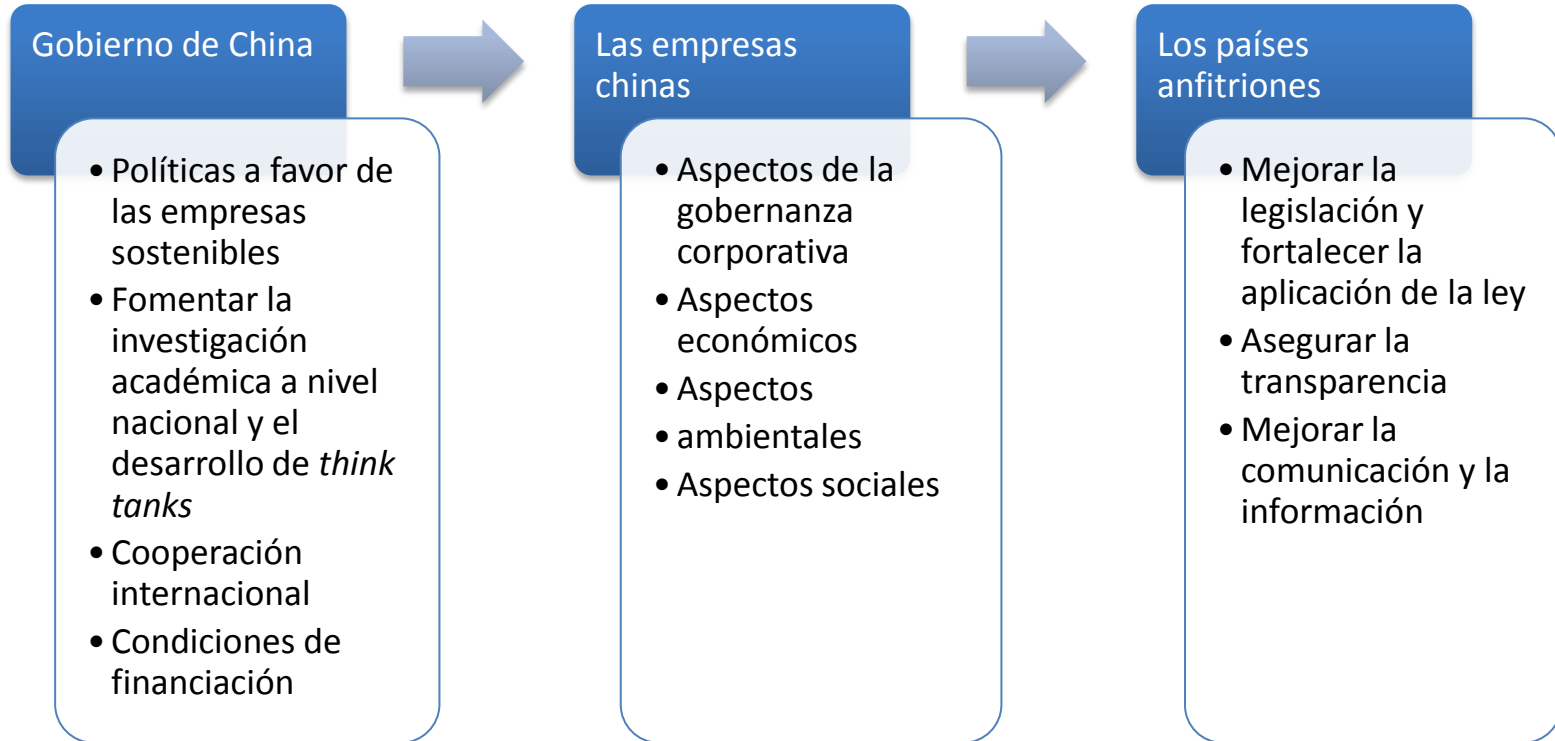 Gobierno de China
• Políticas a favor de
las empresas
sostenibles
• Fomentar la
investigación
académica a nivel
nacional y el
desarrollo de think
tanks
• Cooperación
internacional
• Condiciones de
financiación
Las empresas
chinas
• Aspectos de la
gobernanza
corporativa
• Aspectos
económicos
• Aspectos
• ambientales
• Aspectos sociales
Los países
anfitriones
• Mejorar la
legislación y
fortalecer la
aplicación de la ley
• Asegurar la
transparencia
• Mejorar la
comunicación y la
información